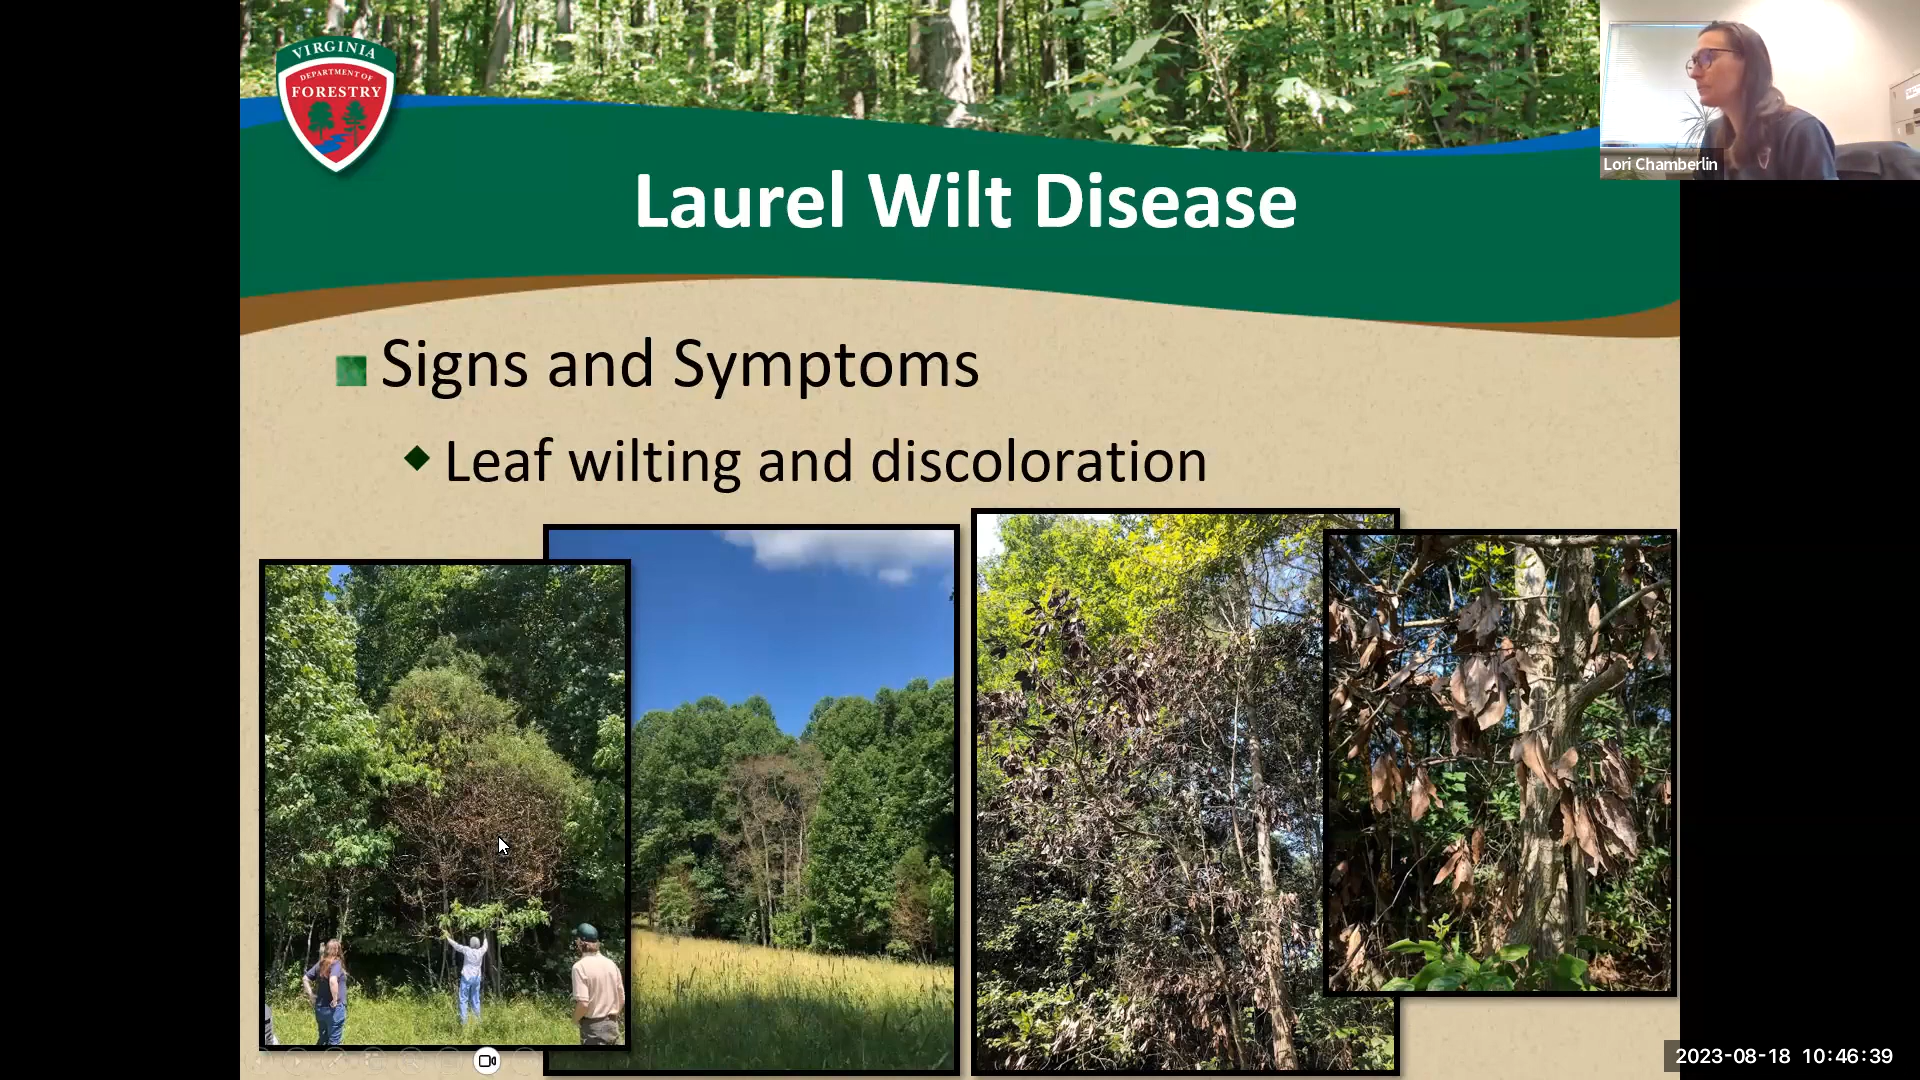 VIRGINIA
DEPARTMENT OF
FORESTRY
Lori Chamberlin
Laurel Wilt Disease
Signs and Symptoms
Leaf wilting and discoloration
2023-08-18 10:46:39